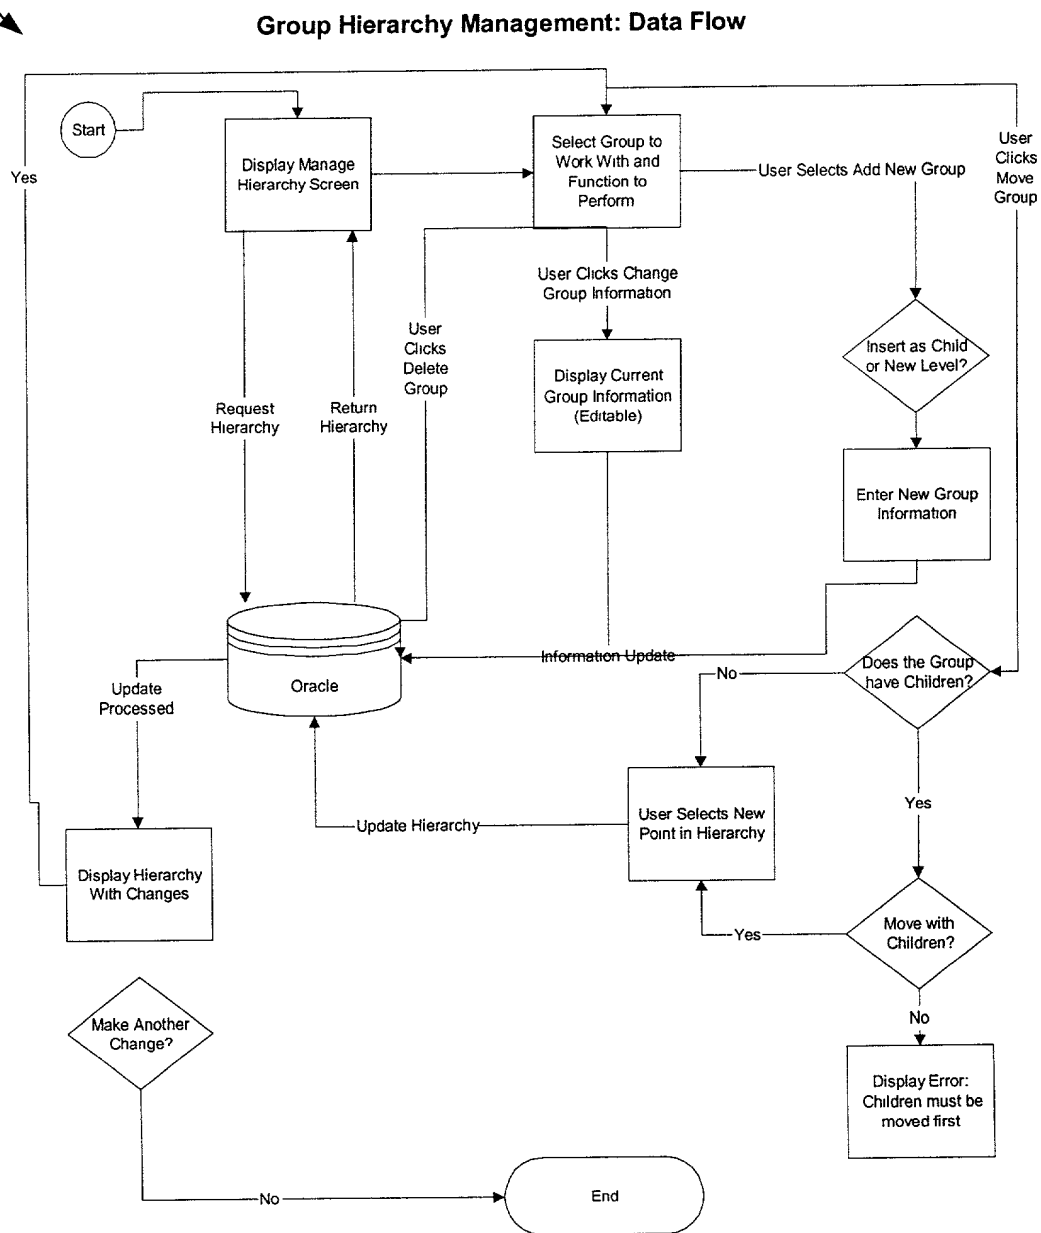 Group Hierarchy Management: Data Flow
Start
Yes
Display Manage
Hierarchy Screen
Select Group to
Work With and
Function to
Perform
User Selects Add New Group
User
Clicks
Move
Group
User Clicks Change
Group Information
User
Clicks
Delete
Group
Insert as Child
or New Level?
Display Current
Group Information
(Editable)
Request
Hierarchy
Return
Hierarchy
Enter New Group
Information
Information Update
Oracle
Does the Group
have Children?
No
Update
Processed
Yes
User Selects New
Point in Hierarchy
Update Hierarchy
Display Hierarchy
With Changes
Move with
Children?
Yes
No
Make Another
Change?
Display Error:
Children must be
moved first
No
End